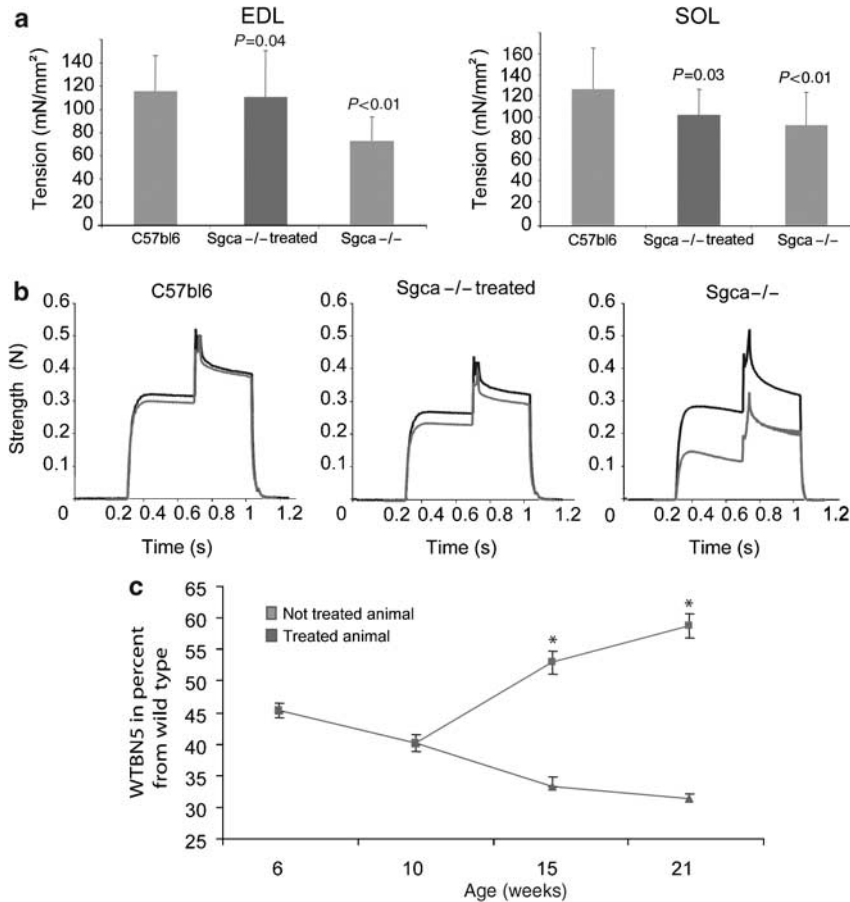 a
EDL
SOL
Tension (mN/mm²)
140
120
100
80
60
40
20
0
P=0.04
P<0.01
C57bl6
Sgca −/− treated
Sgca −/−
Tension (mN/mm²)
160
140
120
100
80
60
40
20
0
P=0.03
P<0.01
C57bl6
Sgca −/− treated
Sgca −/−
b
C57bl6
Sgca −/− treated
Sgca−/−
Strength (N)
0.6
0.5
0.4
0.3
0.2
0.1
0 0.2 0.4 0.6 0.8 1 1.2
Time (s)
0.6
0.5
0.4
0.3
0.2
0.1
0 0.2 0.4 0.6 0.8 1 1.2
Time (s)
0.6
0.5
0.4
0.3
0.2
0.1
0 0.2 0.4 0.6 0.8 1 1.2
Time (s)
c
WTBN5 in percent
from wild type
65
60
55
50
45
40
35
30
25
Not treated animal
Treated animal
*
*
6 10 15 21
Age (weeks)